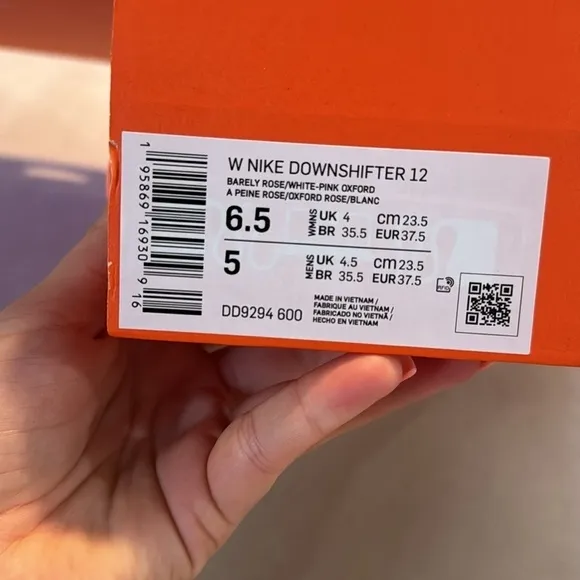 1 95869 16930 9 16
W NIKE DOWNSHIFTER 12
BARELY ROSE/WHITE-PINK OXFORD
A PEINE ROSE/OXFORD ROSE/BLANC
6.5 WMNS UK 4 cm 23.5
BR 35.5 EUR 37.5
5 MENS UK 4.5 cm 23.5
BR 35.5 EUR 37.5
RFID
DD9294 600
MADE IN VIETNAM /
FABRIQUE AU VIETNAM /
FABRICADO NO VIETNÃ /
HECHO EN VIETNAM